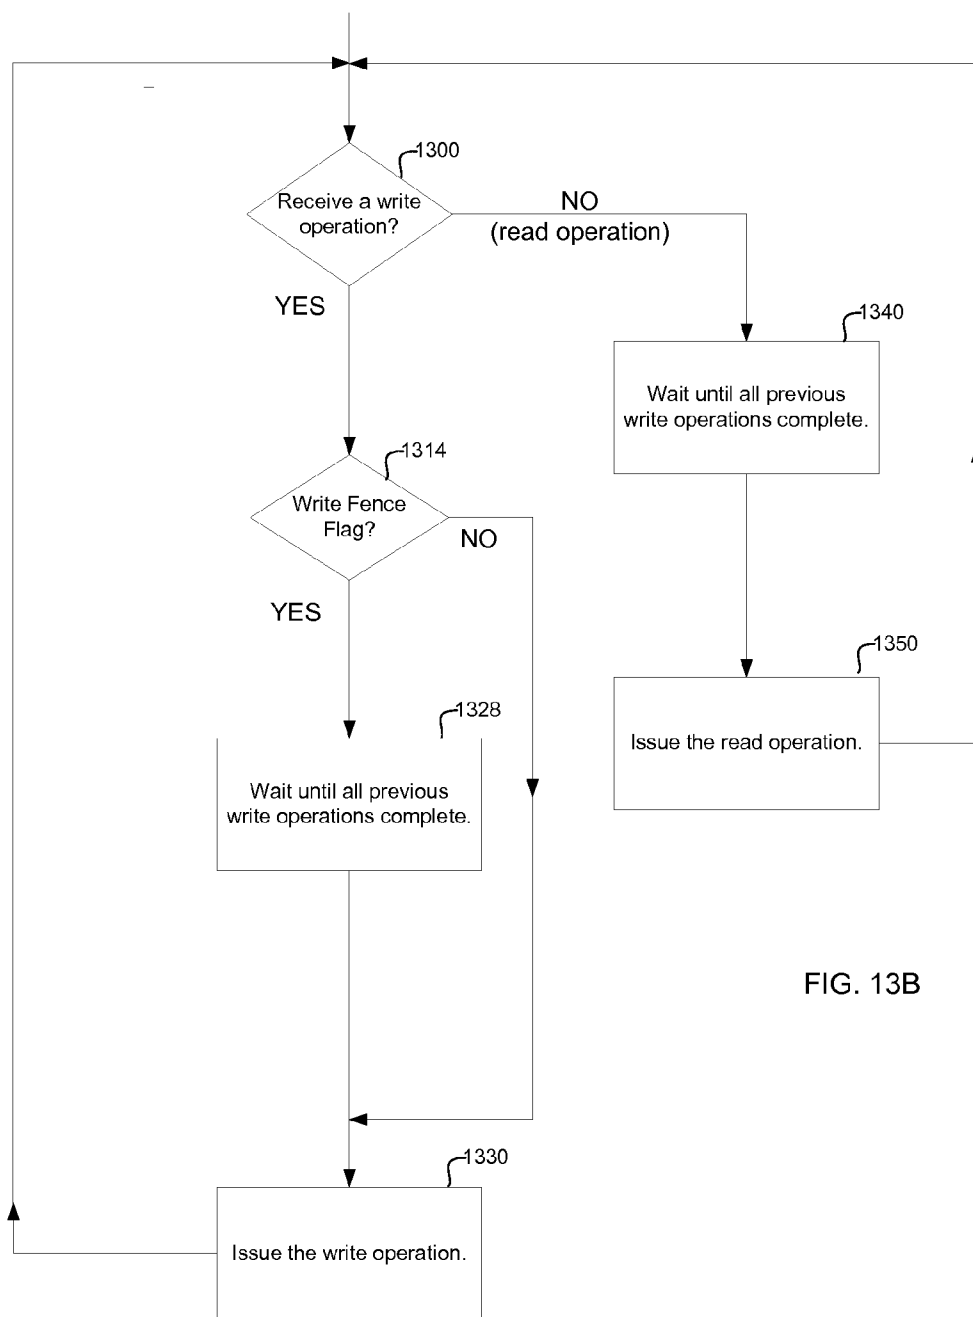 1300
Receive a write
operation?
NO
(read operation)
YES
1340
Wait until all previous
write operations complete.
1314
Write Fence
Flag?
NO
YES
1350
Issue the read operation.
1328
Wait until all previous
write operations complete.
FIG. 13B
1330
Issue the write operation.